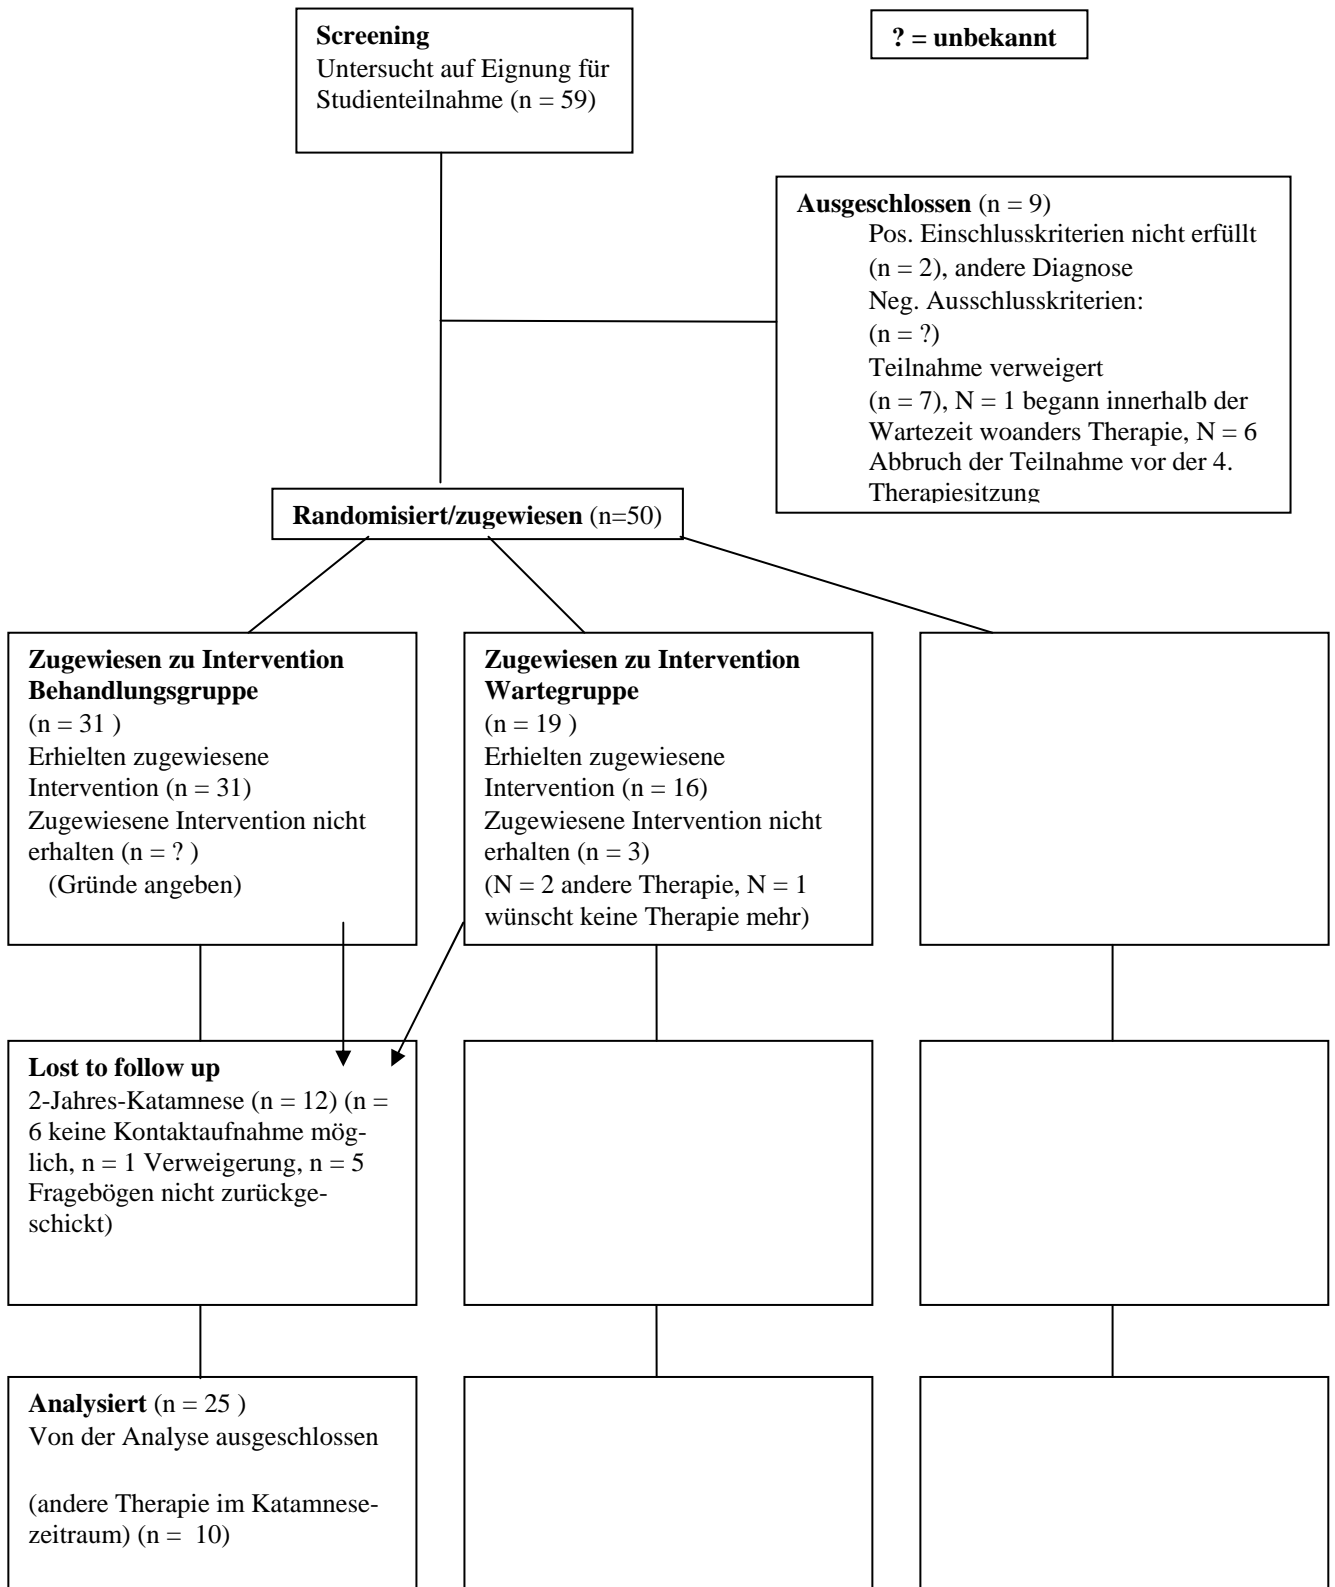 Screening
Untersucht auf Eignung für
Studienteilnahme (n = 59)
? = unbekannt
Ausgeschlossen (n = 9)
Pos. Einschlusskriterien nicht erfüllt
(n = 2), andere Diagnose
Neg. Ausschlusskriterien:
(n = ?)
Teilnahme verweigert
(n = 7), N = 1 begann innerhalb der
Wartezeit woanders Therapie, N = 6
Abbruch der Teilnahme vor der 4.
Therapiesitzung
Randomisiert/zugewiesen (n=50)
Zugewiesen zu Intervention
Behandlungsgruppe
(n = 31 )
Erhielten zugewiesene
Intervention (n = 31)
Zugewiesene Intervention nicht
erhalten (n = ? )
(Gründe angeben)
Zugewiesen zu Intervention
Wartegruppe
(n = 19 )
Erhielten zugewiesene
Intervention (n = 16)
Zugewiesene Intervention nicht
erhalten (n = 3)
(N = 2 andere Therapie, N = 1
wünscht keine Therapie mehr)
Lost to follow up
2-Jahres-Katamnese (n = 12) (n =
6 keine Kontaktaufnahme mög-
lich, n = 1 Verweigerung, n = 5
Fragebögen nicht zurückge-
schickt)
Analysiert (n = 25 )
Von der Analyse ausgeschlossen
(andere Therapie im Katamnese-
zeitraum) (n =  10)